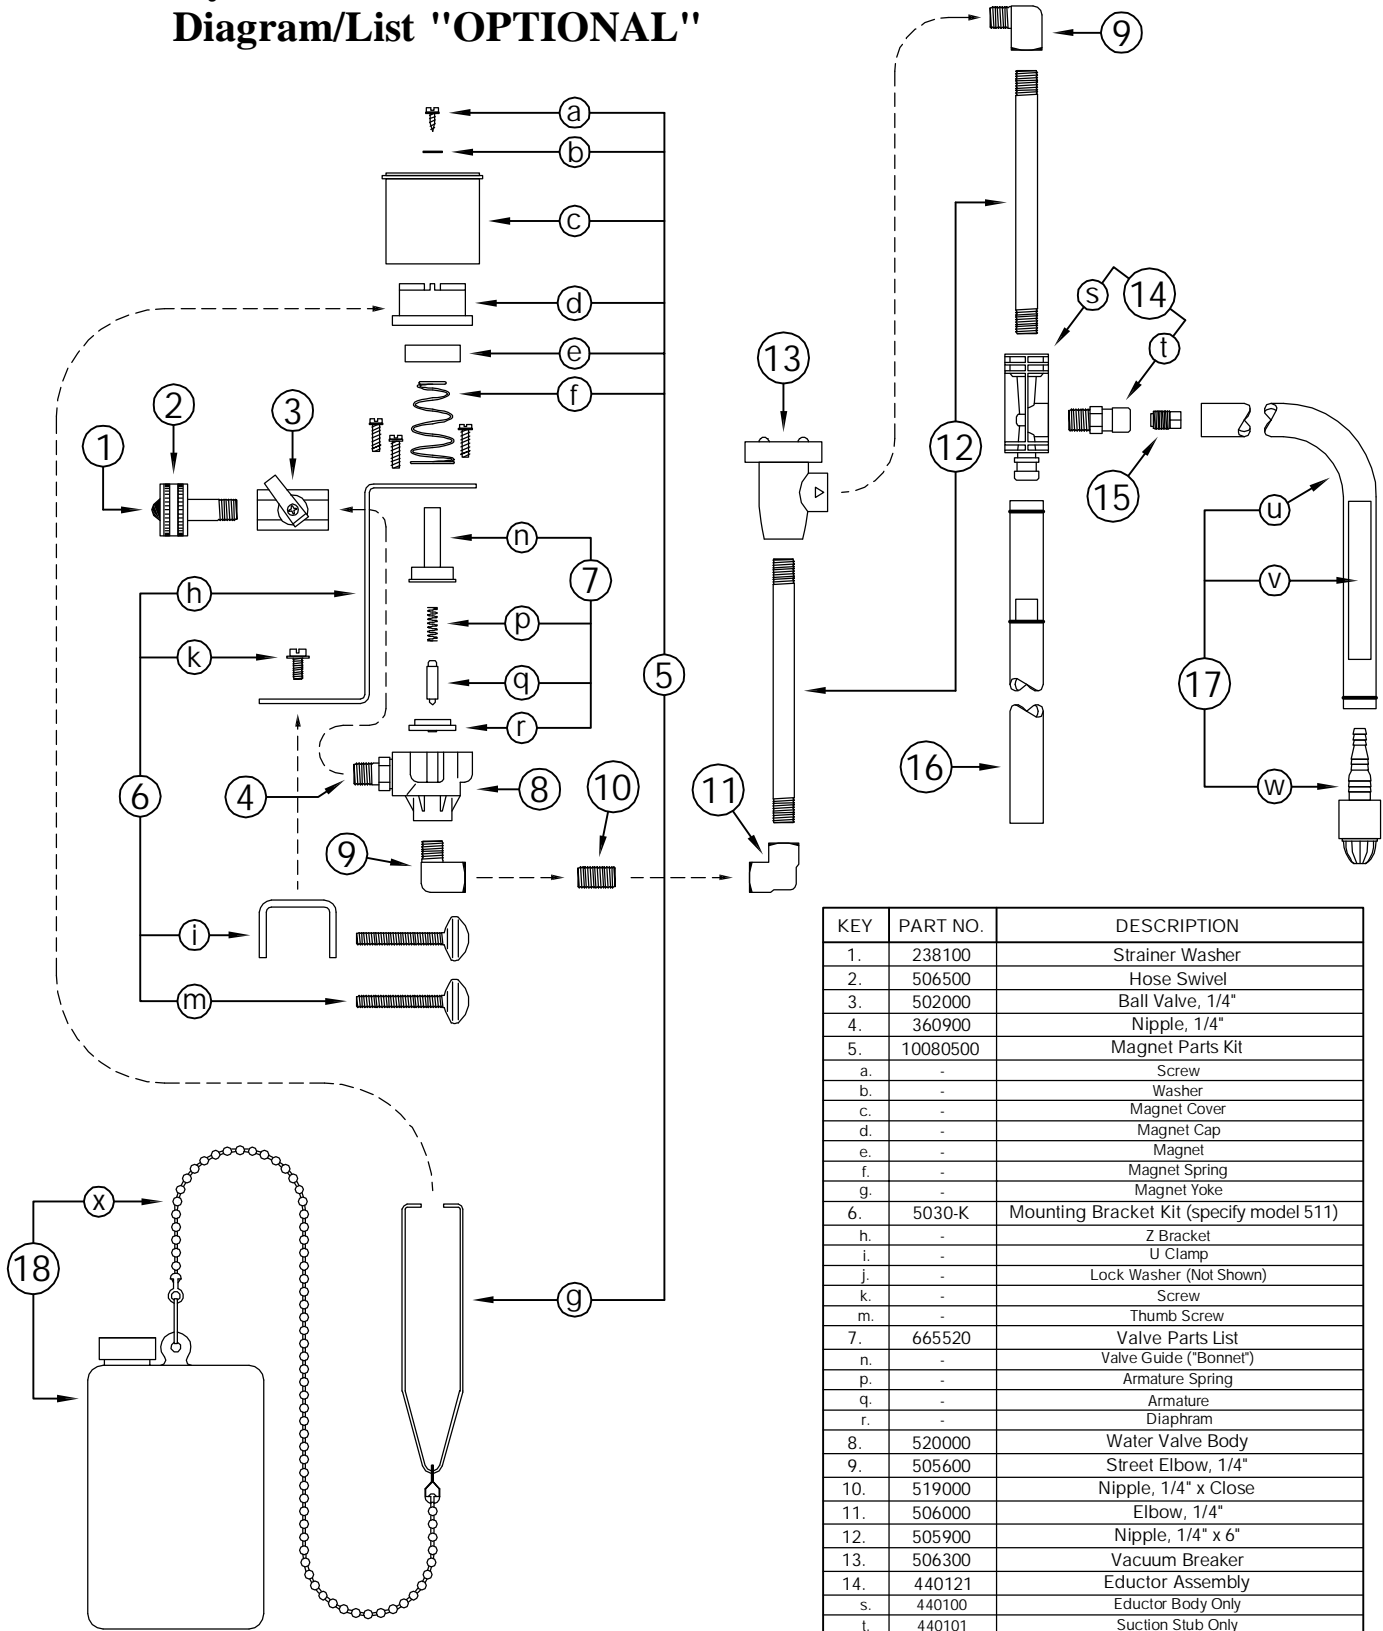 Diagram/List "OPTIONAL"
9
a
b
c
d
e
f
s
14
t
13
2
3
1
12
15
n
7
u
v
h
p
k
q
5
17
r
16
6
4
8
10
11
w
9
i
m
x
18
g
KEY PART NO. DESCRIPTION
1. 238100 Strainer Washer
2. 506500 Hose Swivel
3. 502000 Ball Valve, 1/4"
4. 360900 Nipple, 1/4"
5. 10080500 Magnet Parts Kit
a. - Screw
b. - Washer
c. - Magnet Cover
d. - Magnet Cap
e. - Magnet
f. - Magnet Spring
g. - Magnet Yoke
6. 5030-K Mounting Bracket Kit (specify model 511)
h. - Z Bracket
i. - U Clamp
j. - Lock Washer (Not Shown)
k. - Screw
m. - Thumb Screw
7. 665520 Valve Parts List
n. - Valve Guide ("Bonnet")
p. - Armature Spring
q. - Armature
r. - Diaphram
8. 520000 Water Valve Body
9. 505600 Street Elbow, 1/4"
10. 519000 Nipple, 1/4" x Close
11. 506000 Elbow, 1/4"
12. 505900 Nipple, 1/4" x 6"
13. 506300 Vacuum Breaker
14. 440121 Eductor Assembly
s. 440100 Eductor Body Only
t. 440101 Suction Stub Only